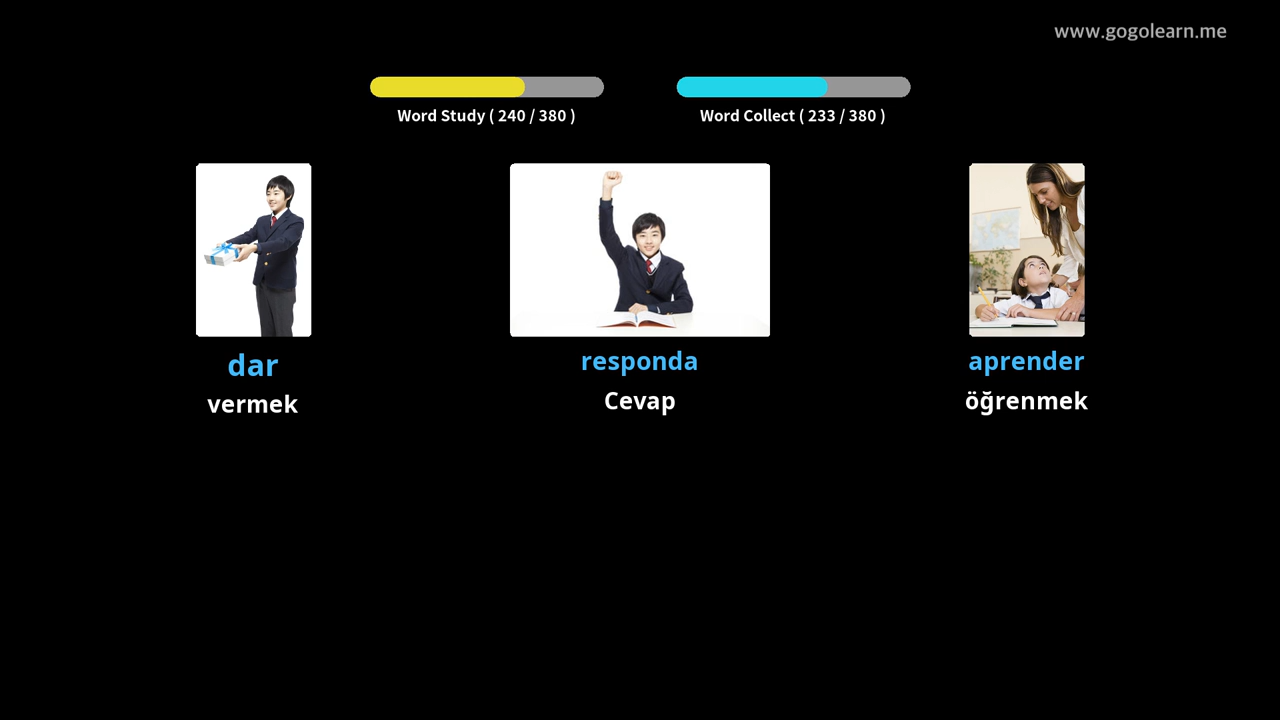 www.gogolearn.me
Word Study ( 240 / 380 )
Word Collect ( 233 / 380 )
dar
vermek
responda
Cevap
aprender
öğrenmek